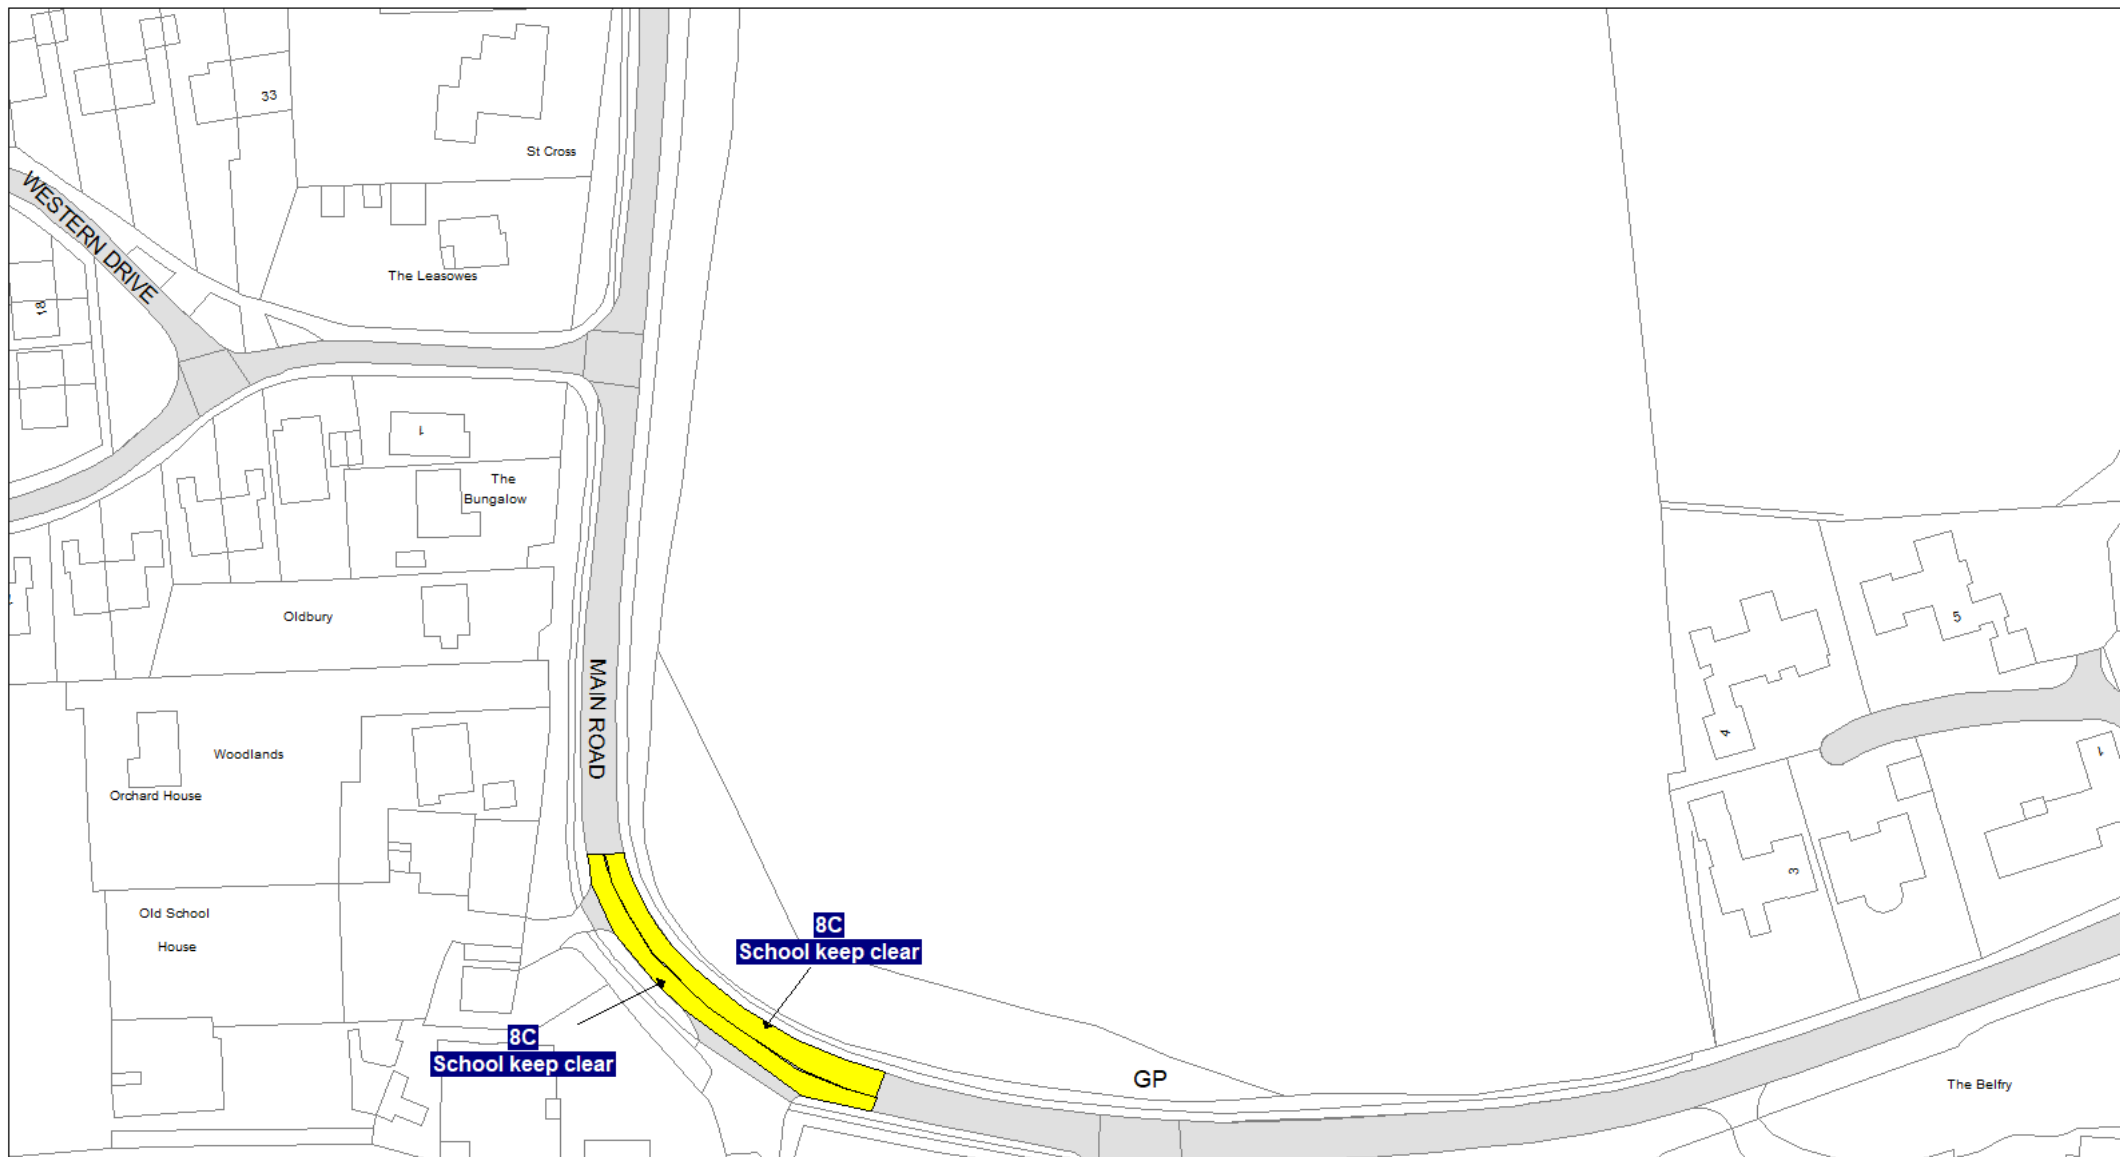 33
St Cross
WESTERN DRIVE
The Leasowes
18
1
The
Bungalow
Oldbury
5
MAIN ROAD
4
1
Woodlands
Orchard House
3
Old School
House
8C
School keep clear
8C
School keep clear
GP
The Belfry